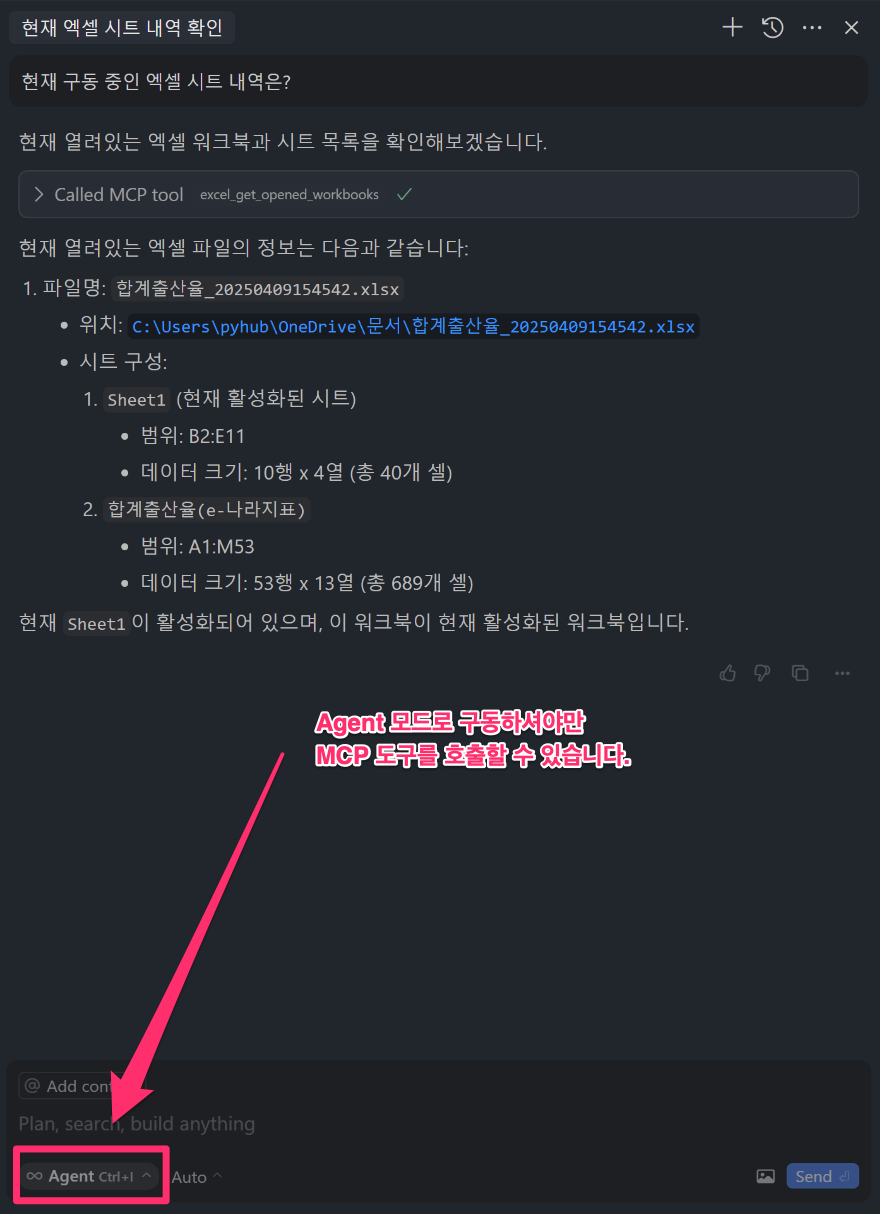 현재 엑셀 시트 내역 확인
현재 구동 중인 엑셀 시트 내역은?
현재 열려있는 엑셀 워크북과 시트 목록을 확인해보겠습니다.
Called MCP tool excel_get_opened_workbooks
현재 열려있는 엑셀 파일의 정보는 다음과 같습니다:
1. 파일명: 합계출산율_20250409154542.xlsx
• 위치: C:\Users\pyhub\OneDrive\문서\합계출산율_20250409154542.xlsx
• 시트 구성:
1. Sheet1 (현재 활성화된 시트)
• 범위: B2:E11
• 데이터 크기: 10행 x 4열 (총 40개 셀)
2. 합계출산율(e-나라지표)
• 범위: A1:M53
• 데이터 크기: 53행 x 13열 (총 689개 셀)
현재 Sheet1이 활성화되어 있으며, 이 워크북이 현재 활성화된 워크북입니다.
Agent 모드로 구동하셔야만
MCP 도구를 호출할 수 있습니다.
@ Add
Plan, search, build anything
∞ Agent Ctrl+I Auto Send